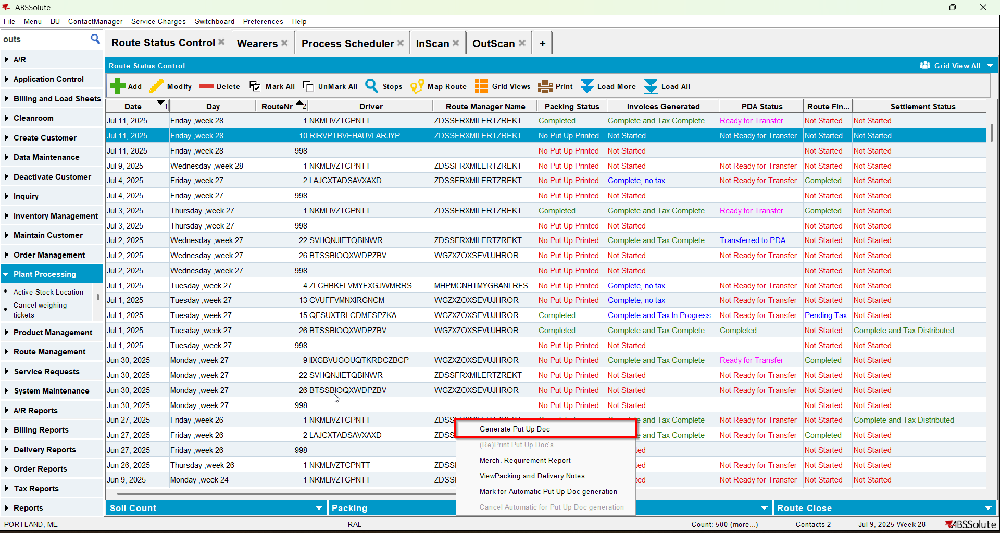 ABSSolute
File Menu BU ContactManager Service Charges Switchboard Preferences Help
outs
Route Status Control Wearers Process Scheduler InScan OutScan +
A/R
Application Control
Billing and Load Sheets
Cleanroom
Create Customer
Data Maintenance
Deactivate Customer
Inquiry
Inventory Management
Maintain Customer
Order Management
Plant Processing
Active Stock Location
Cancel weighing
tickets
Product Management
Route Management
Service Requests
System Maintenance
A/R Reports
Billing Reports
Delivery Reports
Order Reports
Tax Reports
Reports
Route Status Control Grid View All
Add Modify Delete Mark All UnMark All Stops Map Route Grid Views Print Load More Load All
Date 1 Day RouteNr 2 Driver Route Manager Name Packing Status Invoices Generated PDA Status Route Fin... Settlement Status
Jul 11, 2025 Friday ,week 28 1 NKMLIVZTCPNTT ZDSSFRXMILERTZREKT Completed Complete and Tax Complete Ready for Transfer Not Started Not Started
Jul 11, 2025 Friday ,week 28 10 RIRVPTBVEHAUVLARJYP ZDSSFRXMILERTZREKT No Put Up Printed Not Started Not Ready for Transfer Not Started Not Started
Jul 11, 2025 Friday ,week 28 998 No Put Up Printed Not Started Not Started Not Started
Jul 9, 2025 Wednesday ,week 28 1 NKMLIVZTCPNTT ZDSSFRXMILERTZREKT No Put Up Printed Not Started Not Ready for Transfer Not Started Not Started
Jul 4, 2025 Friday ,week 27 2 LAJCXTADSAVXAXD ZDSSFRXMILERTZREKT No Put Up Printed Complete, no tax Not Ready for Transfer Completed Not Started
Jul 4, 2025 Friday ,week 27 998 No Put Up Printed Not Started Not Started Not Started
Jul 3, 2025 Thursday ,week 27 1 NKMLIVZTCPNTT ZDSSFRXMILERTZREKT Completed Complete and Tax Complete Ready for Transfer Completed Not Started
Jul 3, 2025 Thursday ,week 27 998 No Put Up Printed Not Started Not Started Not Started
Jul 2, 2025 Wednesday ,week 27 22 SVHQNJIETQBINWR ZDSSFRXMILERTZREKT No Put Up Printed Complete and Tax Complete Transferred to PDA Not Started Not Started
Jul 2, 2025 Wednesday ,week 27 26 BTSSBIOQXWDPZBV WGZXZOXSEVUJHROR No Put Up Printed Not Started Not Ready for Transfer Not Started Not Started
Jul 2, 2025 Wednesday ,week 27 998 No Put Up Printed Not Started Not Started Not Started
Jul 1, 2025 Tuesday ,week 27 4 ZLCHBKFLVMYFXGJWMRRS MHPMCNHTMYGBANLRFS... No Put Up Printed Complete, no tax Not Ready for Transfer Not Started Not Started
Jul 1, 2025 Tuesday ,week 27 13 CVUFFVMNXIRGNCM WGZXZOXSEVUJHROR No Put Up Printed Complete, no tax Not Ready for Transfer Not Started Not Started
Jul 1, 2025 Tuesday ,week 27 15 QFSUXTRLCDMFSPZKA WGZXZOXSEVUJHROR Completed Complete and Tax In Progress Not Ready for Transfer Pending Tax... Not Started
Jul 1, 2025 Tuesday ,week 27 26 BTSSBIOQXWDPZBV WGZXZOXSEVUJHROR Completed Complete and Tax Complete Completed Not Started Complete and Tax Distributed
Jul 1, 2025 Tuesday ,week 27 998 No Put Up Printed Not Started Not Started Not Started
Jun 30, 2025 Monday ,week 27 9 IIXGBVUGOUQTKRDCZBCP WGZXZOXSEVUJHROR No Put Up Printed Complete and Tax Complete Ready for Transfer Completed Not Started
Jun 30, 2025 Monday ,week 27 22 SVHQNJIETQBINWR ZDSSFRXMILERTZREKT No Put Up Printed Not Started Not Ready for Transfer Not Started Not Started
Jun 30, 2025 Monday ,week 27 26 BTSSBIOQXWDPZBV WGZXZOXSEVUJHROR No Put Up Printed Not Started Not Ready for Transfer Not Started Not Started
Jun 30, 2025 Monday ,week 27 998 No Put Up Printed Not Started Not Started Not Started
Jun 27, 2025 Friday ,week 26 1 NKMLIVZTCPNTT ZDSSFRXMILERTZREKT Completed Complete and Tax Complete Not Ready for Transfer Not Started Complete and Tax Distributed
Jun 27, 2025 Friday ,week 26 2 LAJCXTADSAVXAXD ZDSS e and Tax Complete Not Ready for Transfer Completed Not Started
Jun 27, 2025 Friday ,week 26 998 ted Not Started Not Started
Jun 26, 2025 Thursday ,week 26 1 NKMLIVZTCPNTT ZDSS ted Not Ready for Transfer Not Started Not Started
Jun 9, 2025 Monday ,week 24 1 NKMLIVZTCPNTT ZDSS ted Not Ready for Transfer Not Started Not Started
Generate Put Up Doc
(Re)Print Put Up Doc's
Merch. Requirement Report
ViewPacking and Delivery Notes
Mark for Automatic Put Up Doc generation
Cancel Automatic for Put Up Doc generation
Soil Count Packing Route Close
PORTLAND, ME - - RAL Count: 500 (more...) Contacts 2 Jul 9, 2025 Week 28 ABSSolute